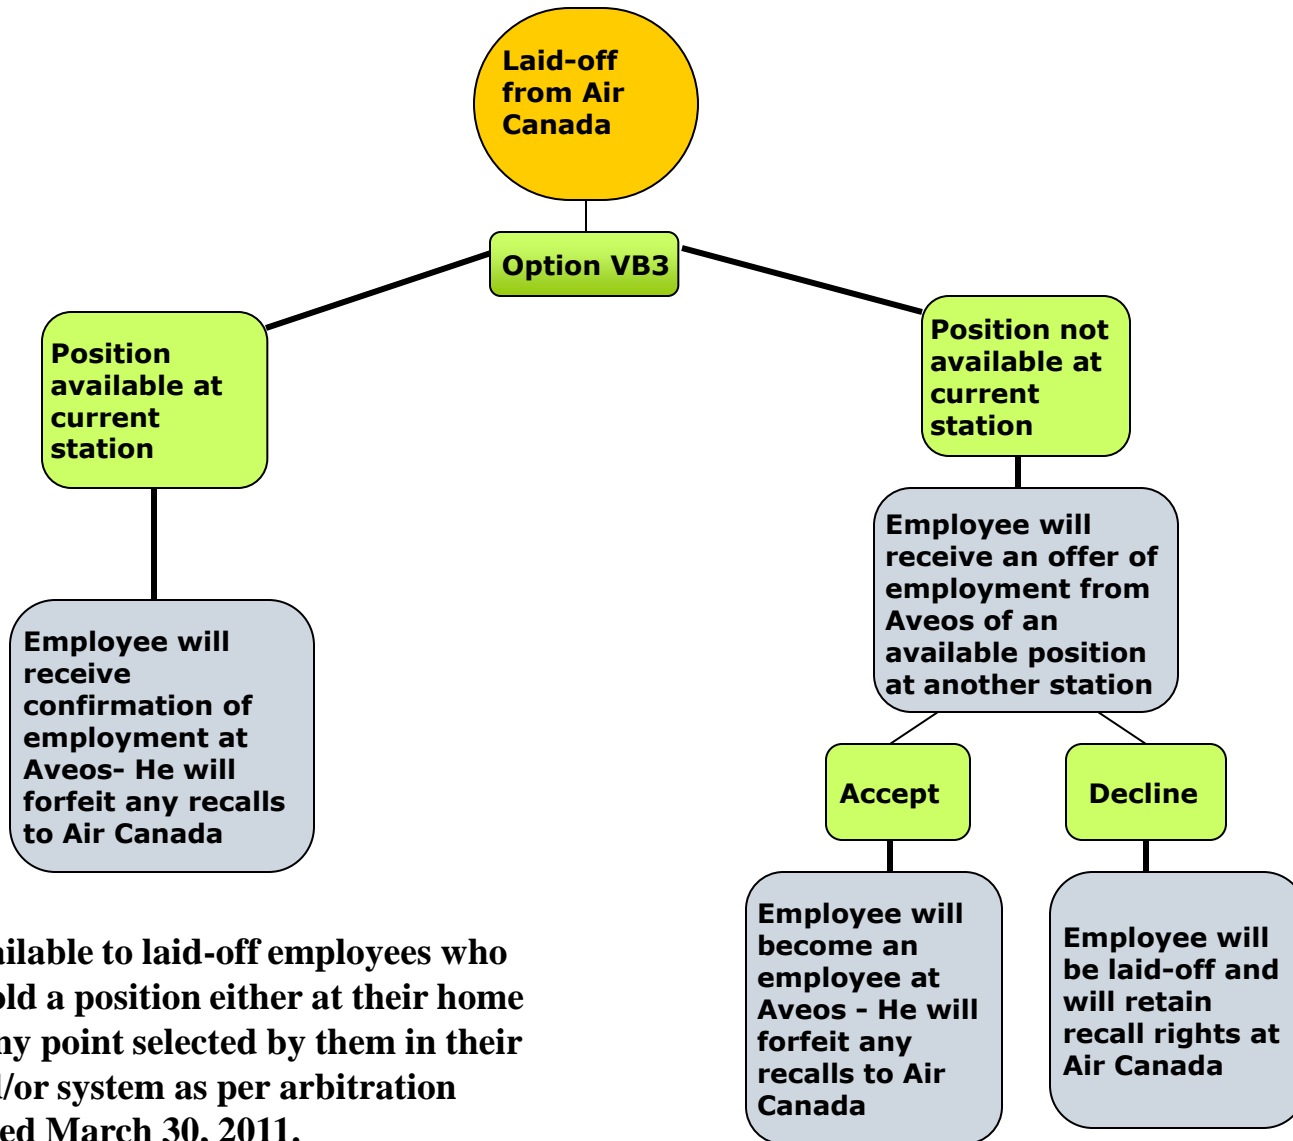 Laid-off
from Air
Canada
Option VB3
Position
available at
current
station
Position not
available at
current
station
Employee will
receive an offer of
employment from
Aveos of an
available position
at another station
Employee will
receive
confirmation of
employment at
Aveos- He will
forfeit any recalls
to Air Canada
Accept
Decline
Employee will
become an
employee at
Aveos - He will
forfeit any
recalls to Air
Canada
Employee will
be laid-off and
will retain
recall rights at
Air Canada
to laid-off employees who
a position either at their home
point selected by them in their
system as per arbitration
March 30, 2011.